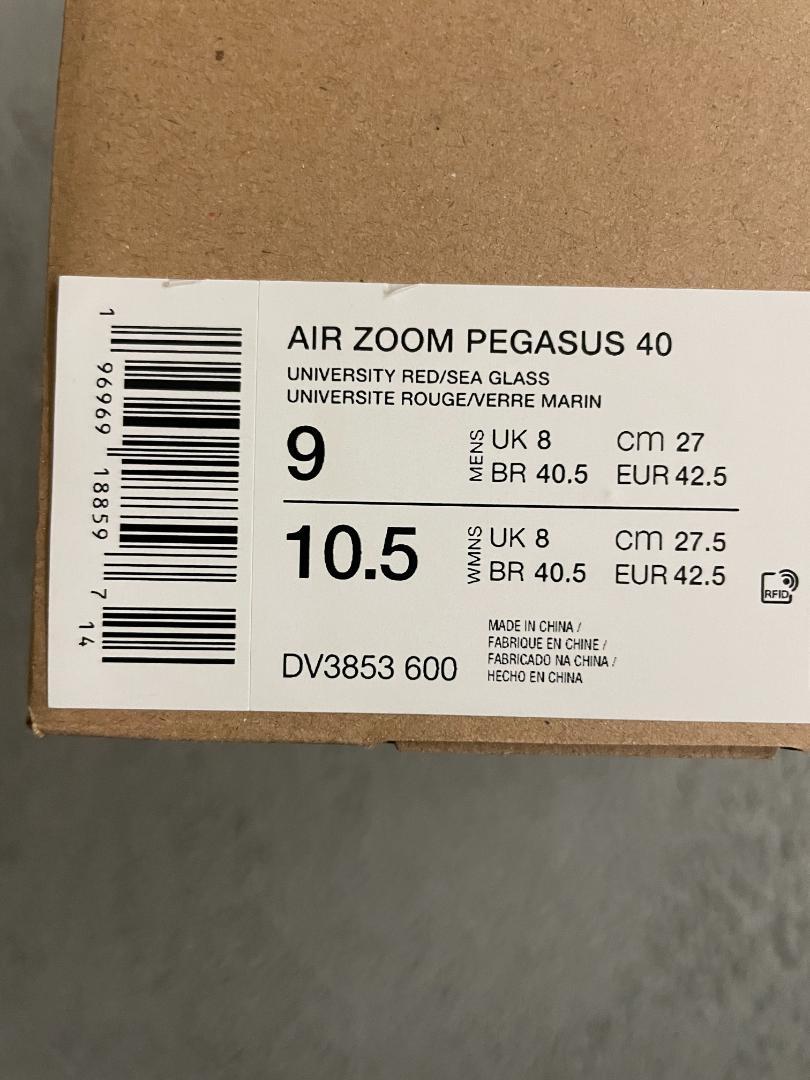 AIR ZOOM PEGASUS 40
UNIVERSITY RED/SEA GLASS
UNIVERSITE ROUGE/VERRE MARIN
9 MENS UK 8 cm 27
BR 40.5 EUR 42.5
10.5 WMNS UK 8 cm 27.5
BR 40.5 EUR 42.5
RFID
DV3853 600
MADE IN CHINA /
FABRIQUE EN CHINE /
FABRICADO NA CHINA /
HECHO EN CHINA
1 96969 18859 7 14